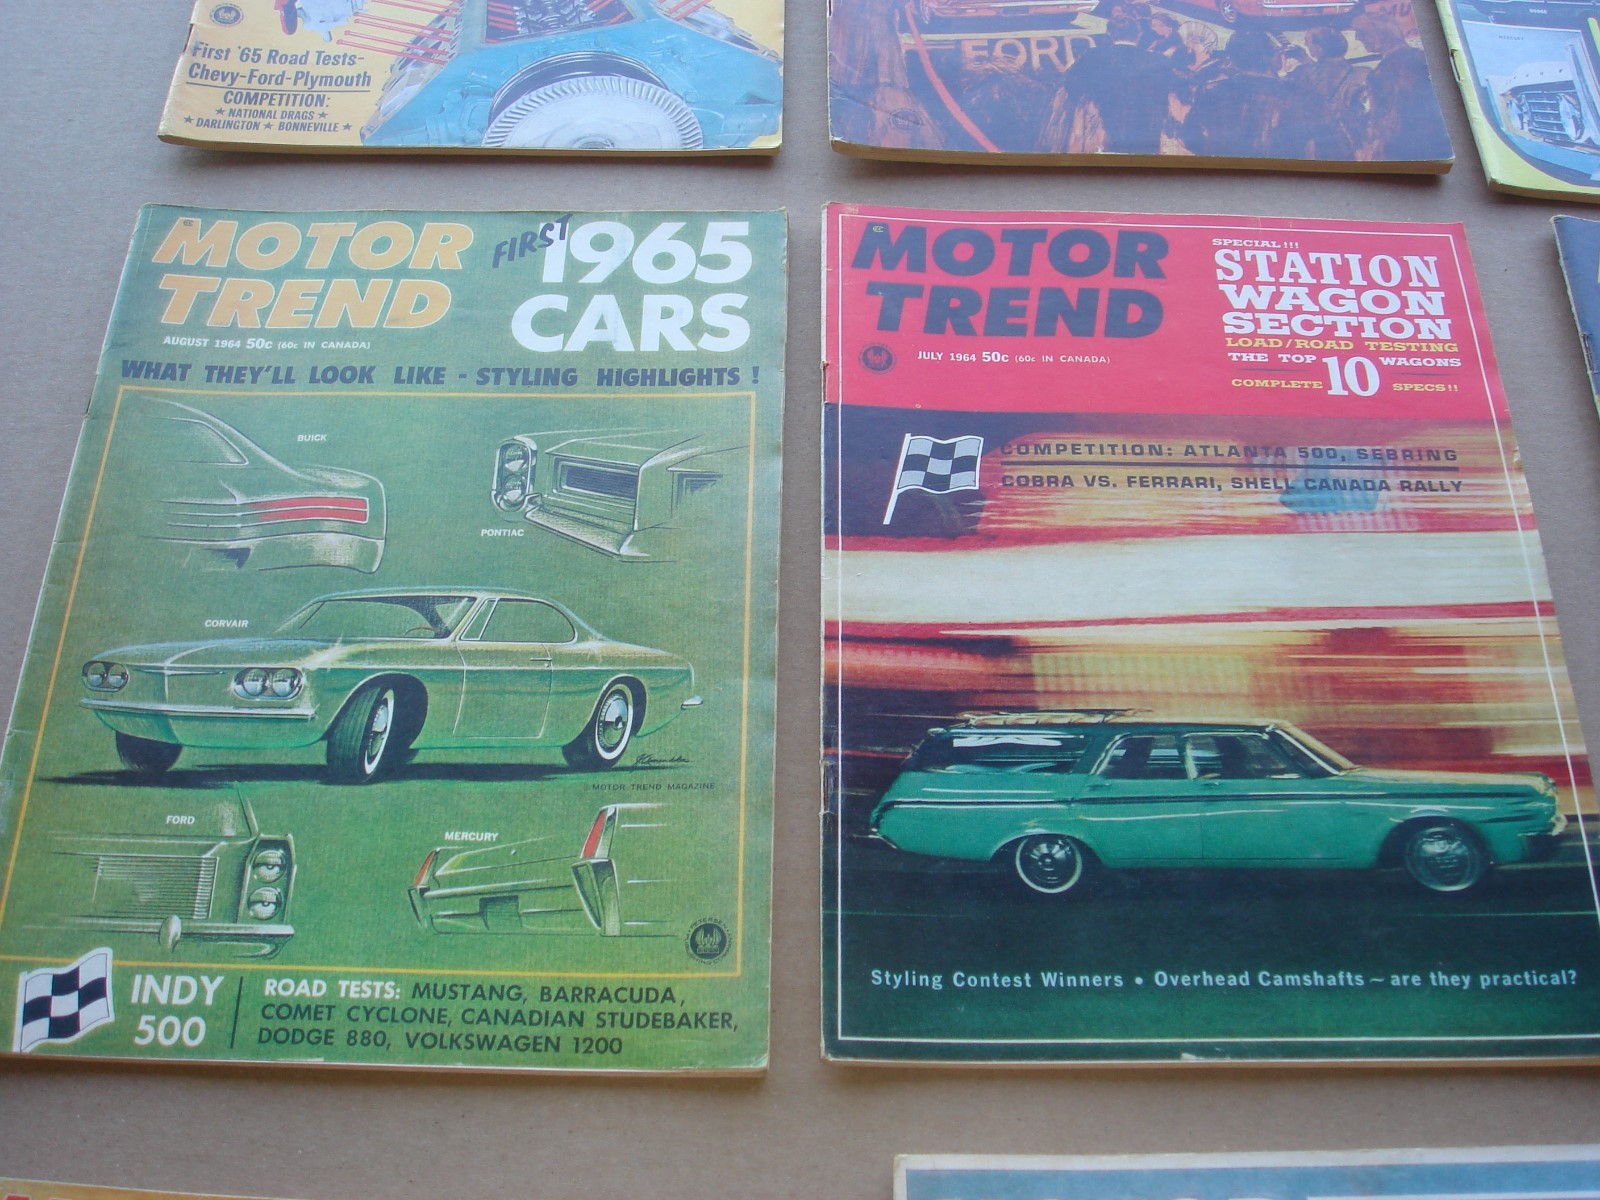 First '65 Road Tests-
Chevy-Ford-Plymouth
COMPETITION:
★ NATIONAL DRAGS ★
★ DARLINGTON ★ BONNEVILLE ★
FORD
MERCURY
DODGE
MOTOR
TREND
FIRST 1965
CARS
AUGUST 1964 50c (60c IN CANADA)
WHAT THEY'LL LOOK LIKE - STYLING HIGHLIGHTS !
BUICK
PONTIAC
CORVAIR
MOTOR TREND MAGAZINE
FORD
MERCURY
INDY
500
ROAD TESTS: MUSTANG, BARRACUDA,
COMET CYCLONE, CANADIAN STUDEBAKER,
DODGE 880, VOLKSWAGEN 1200
MOTOR
TREND
JULY 1964 50c (60c IN CANADA)
SPECIAL!!!
STATION
WAGON
SECTION
LOAD/ROAD TESTING
THE TOP 10 WAGONS
COMPLETE SPECS!!
COMPETITION: ATLANTA 500, SEBRING
COBRA VS. FERRARI, SHELL CANADA RALLY
Styling Contest Winners • Overhead Camshafts ~ are they practical?